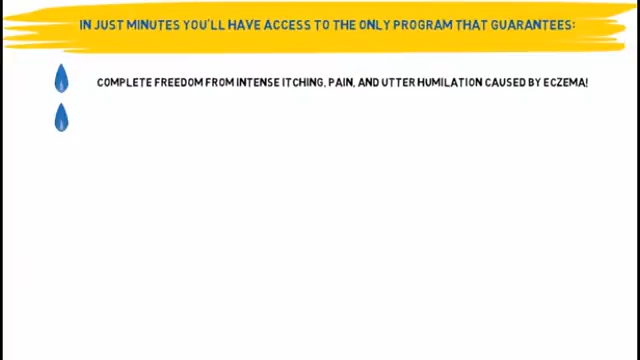 IN JUST MINUTES YOU'LL HAVE ACCESS TO THE ONLY PROGRAM THAT GUARANTEES:
COMPLETE FREEDOM FROM INTENSE ITCHING, PAIN, AND UTTER HUMILATION CAUSED BY ECZEMA!